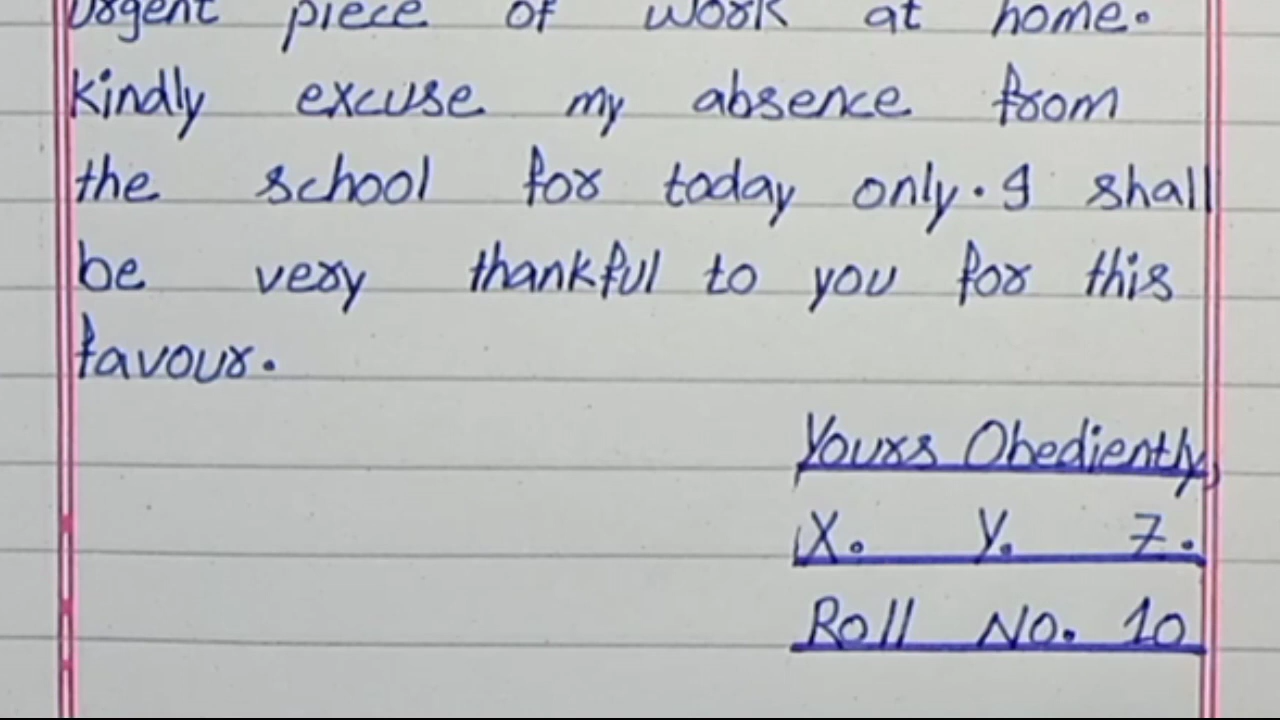 urgent piece of work at home.
Kindly excuse my absence from
the school for today only. I shall
be very thankful to you for this
favour.
Yours Obediently,
X. Y. Z.
Roll No. 10